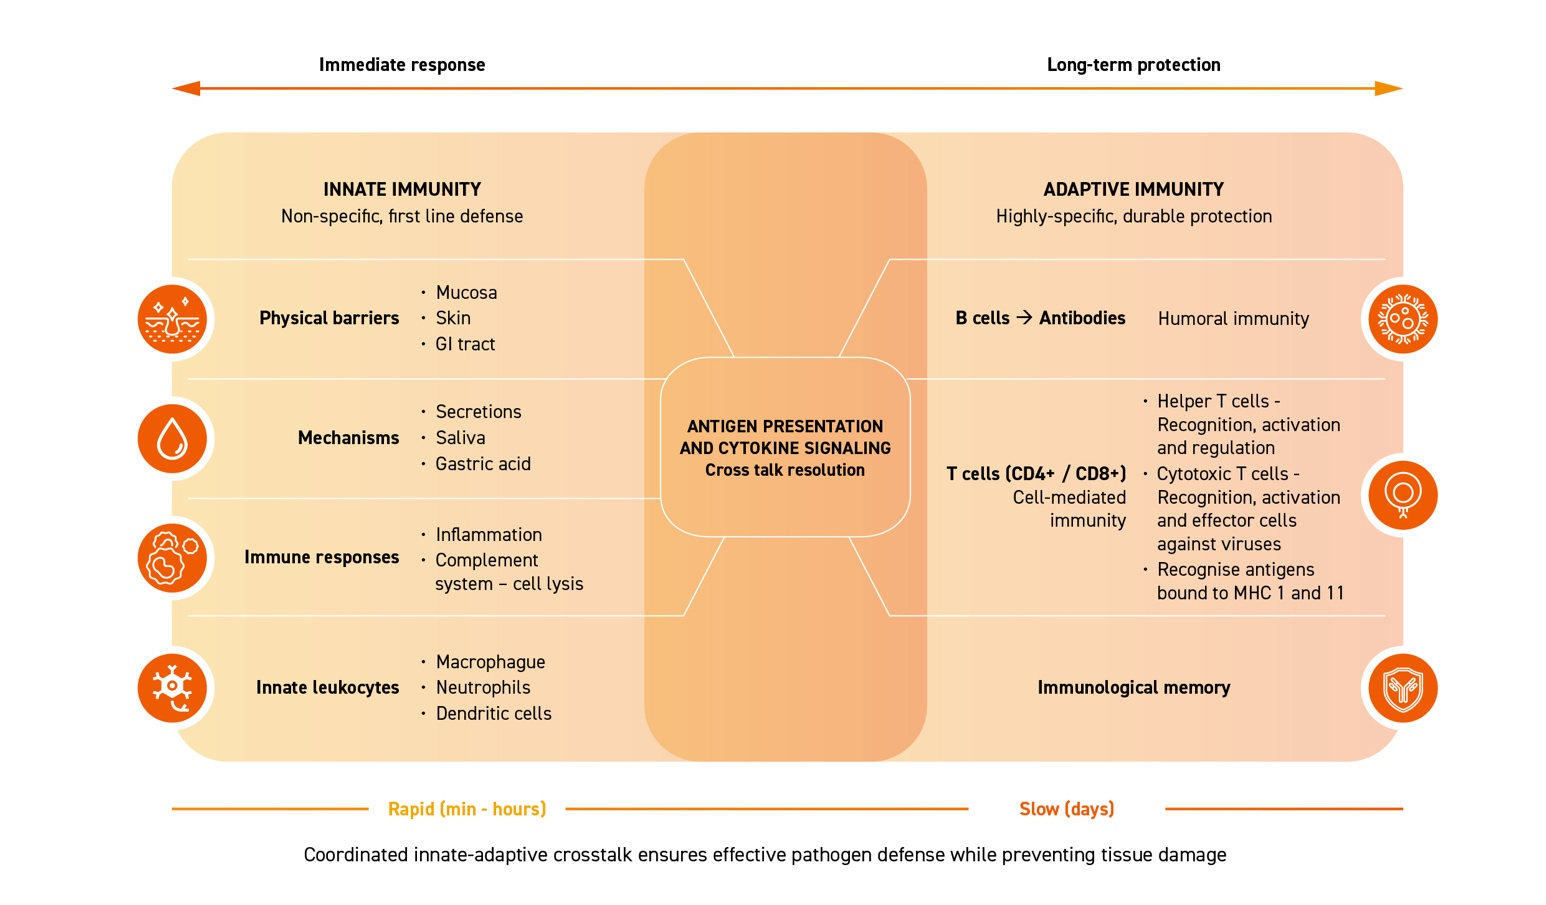 Immediate response
Long-term protection
INNATE IMMUNITY
Non-specific, first line defense
Physical barriers
• Mucosa
• Skin
• GI tract
Mechanisms
• Secretions
• Saliva
• Gastric acid
Immune responses
• Inflammation
• Complement
system – cell lysis
Innate leukocytes
• Macrophague
• Neutrophils
• Dendritic cells
ANTIGEN PRESENTATION
AND CYTOKINE SIGNALING
Cross talk resolution
ADAPTIVE IMMUNITY
Highly-specific, durable protection
B cells → Antibodies
Humoral immunity
T cells (CD4+ / CD8+)
Cell-mediated
immunity
• Helper T cells -
Recognition, activation
and regulation
• Cytotoxic T cells -
Recognition, activation
and effector cells
against viruses
• Recognise antigens
bound to MHC 1 and 11
Immunological memory
Rapid (min - hours)
Slow (days)
Coordinated innate-adaptive crosstalk ensures effective pathogen defense while preventing tissue damage